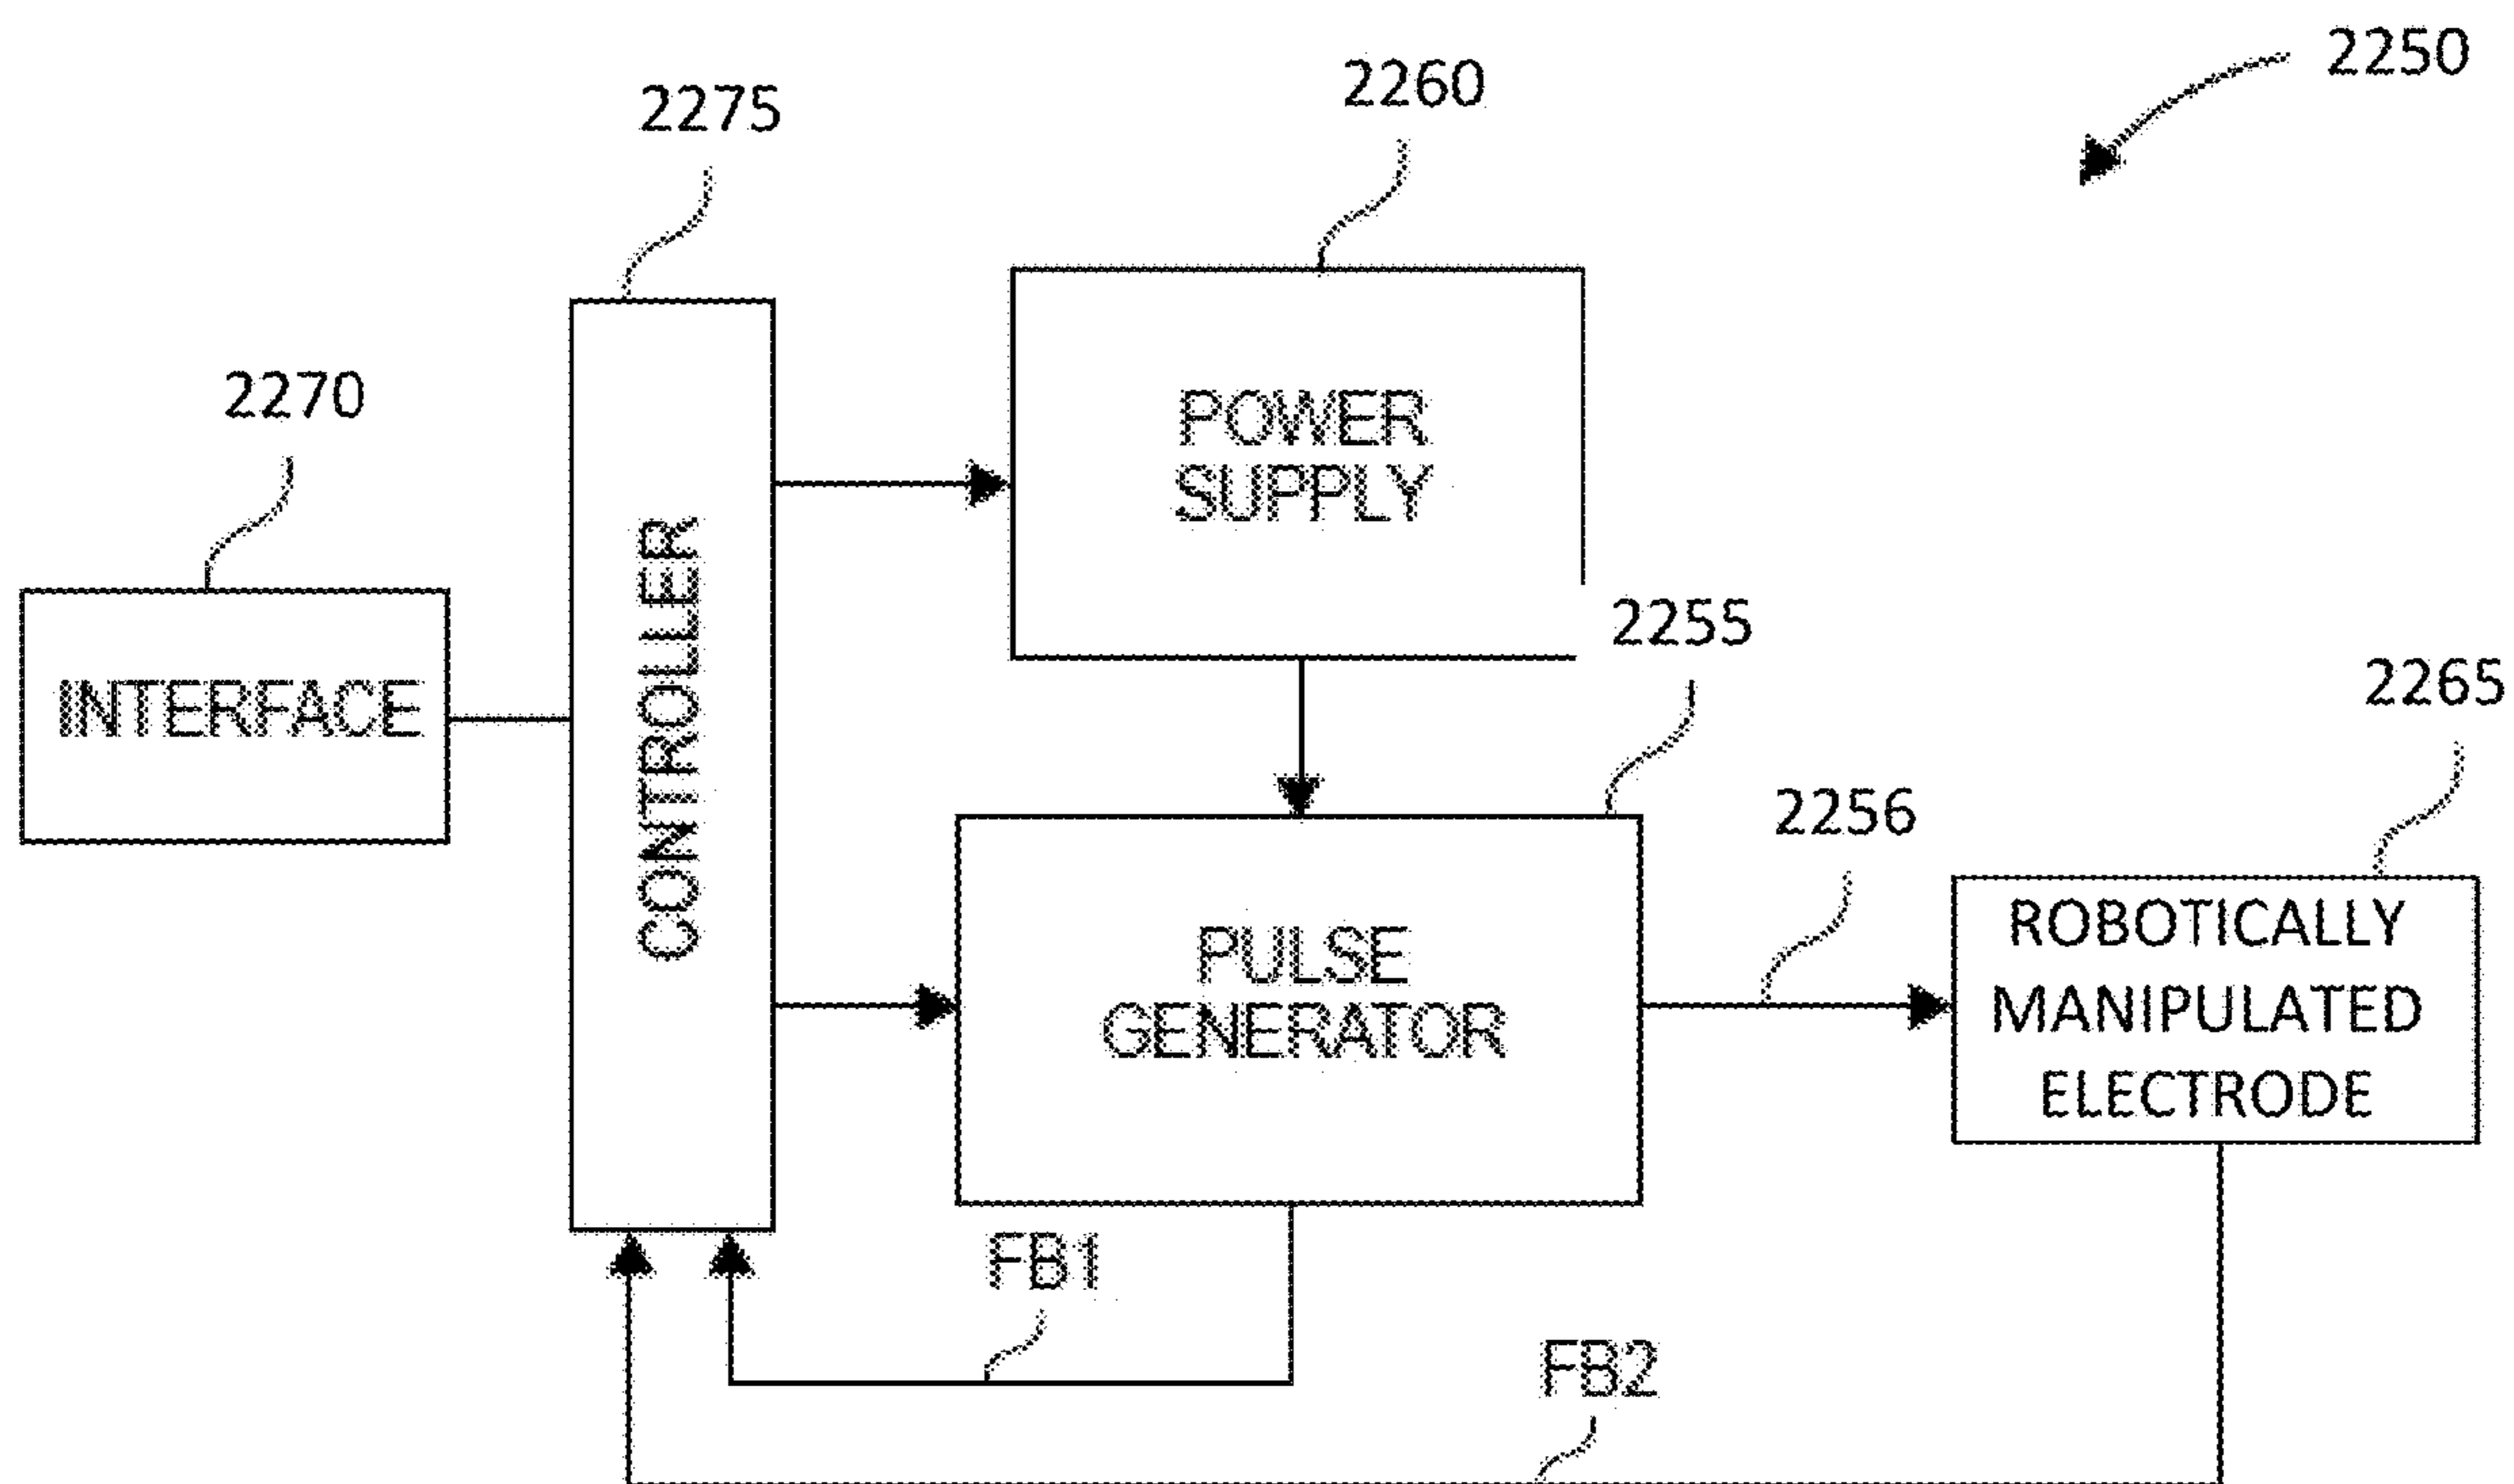 2250
2260
2275
2270
POWER
SUPPLY
CONTROLLER
INTERFACE
2255
2265
2256
PULSE
GENERATOR
ROBOTICALLY
MANIPULATED
ELECTRODE
FB1
FB2